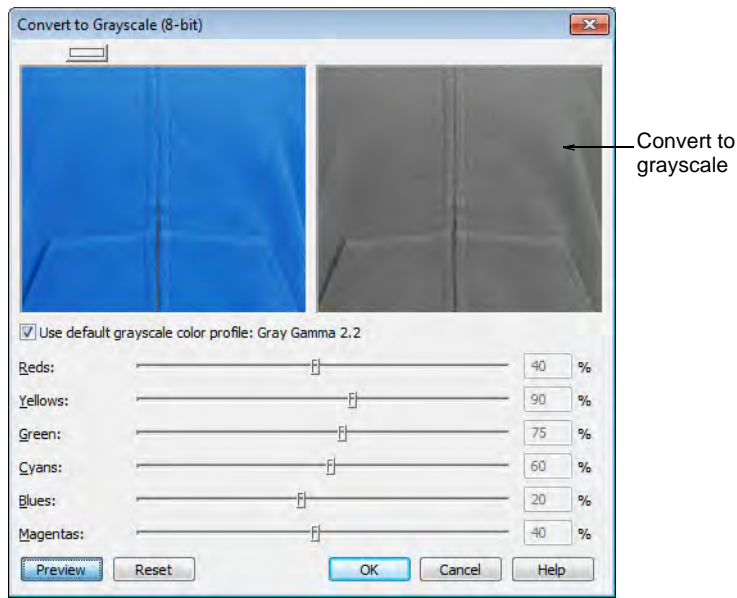 Convert to Grayscale (8-bit)
Convert to
grayscale
Use default grayscale color profile: Gray Gamma 2.2
Reds: 40 %
Yellows: 90 %
Green: 75 %
Cyans: 60 %
Blues: 20 %
Magentas: 40 %
Preview Reset OK Cancel Help